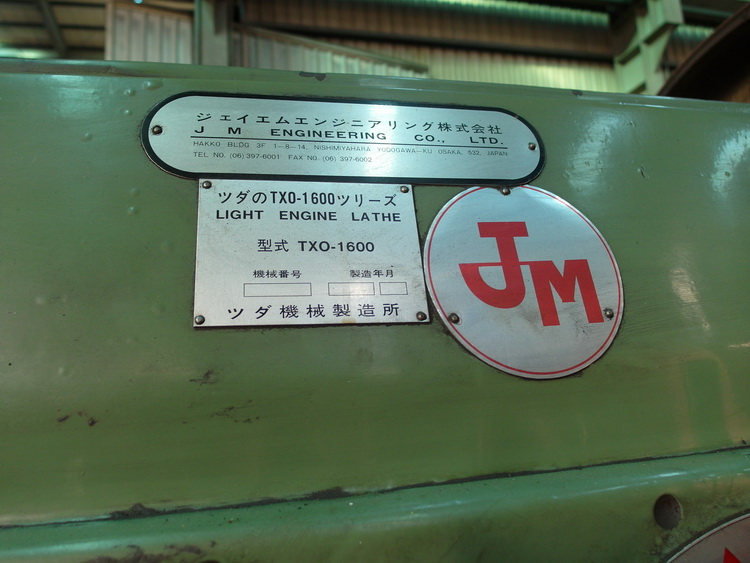 ジェイエムエンジニアリング株式会社
J M ENGINEERING CO., LTD.
HAKKO BLDG 3F 1-8-14, NISHIMIYAHARA YODOGAWA-KU OSAKA, 532, JAPAN
TEL NO. (06) 397-6001 FAX NO. (06) 397-6002
ツダのTXO-1600ツリーズ
LIGHT ENGINE LATHE
型式 TXO-1600
機械番号 製造年月
ツダ機械製造所
JM